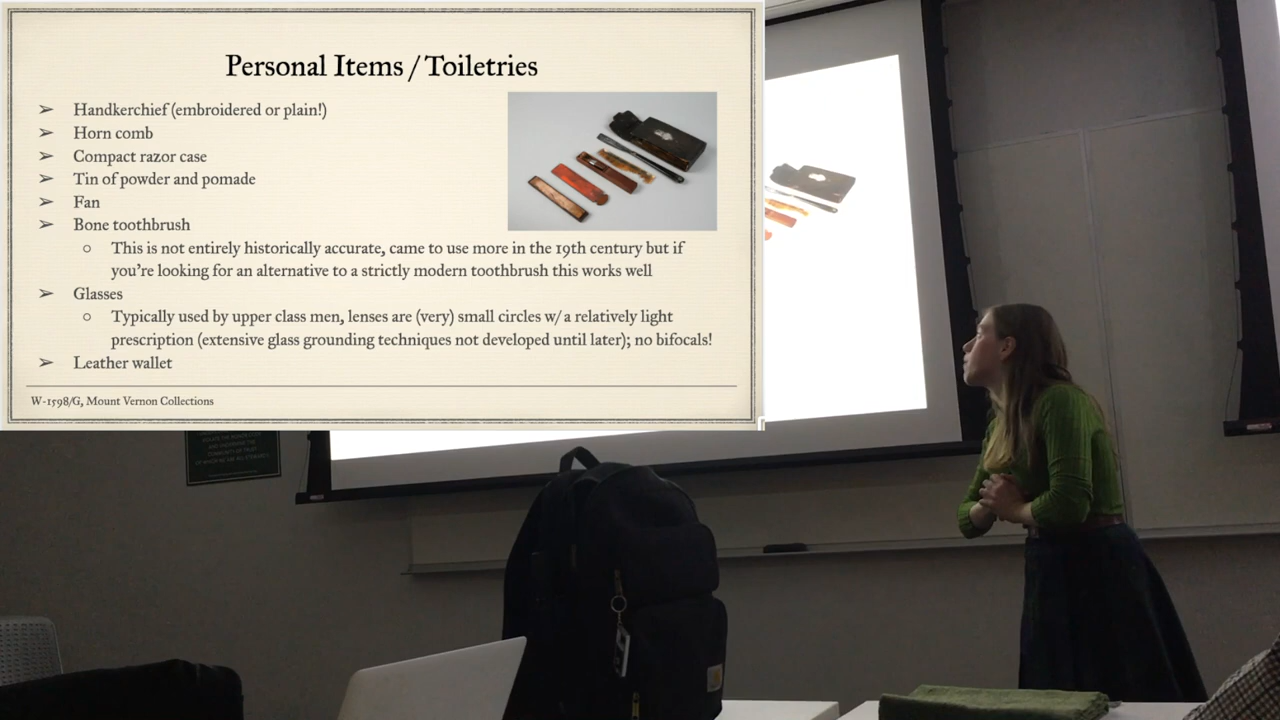 Personal Items / Toiletries
➢ Handkerchief (embroidered or plain!)
➢ Horn comb
➢ Compact razor case
➢ Tin of powder and pomade
➢ Fan
➢ Bone toothbrush
○ This is not entirely historically accurate, came to use more in the 19th century but if
you're looking for an alternative to a strictly modern toothbrush this works well
➢ Glasses
○ Typically used by upper class men, lenses are (very) small circles w/ a relatively light
prescription (extensive glass grounding techniques not developed until later); no bifocals!
➢ Leather wallet
W-1598/G, Mount Vernon Collections